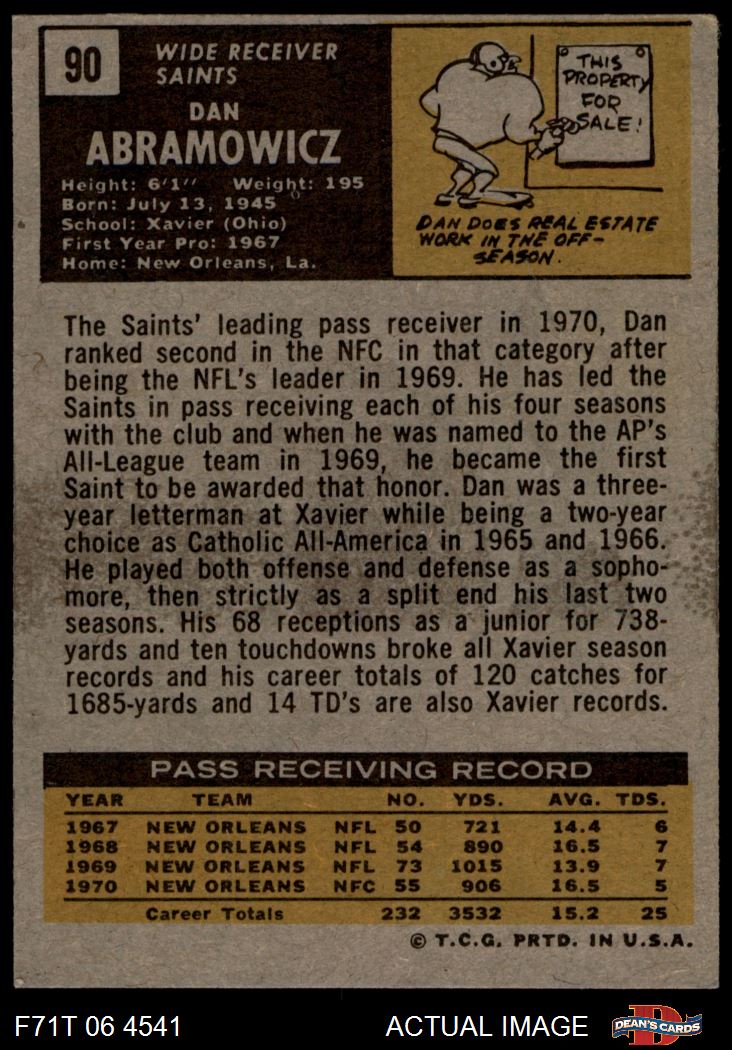 90
WIDE RECEIVER
SAINTS
DAN
ABRAMOWICZ
Height: 6'1" Weight: 195
Born: July 13, 1945
School: Xavier (Ohio)
First Year Pro: 1967
Home: New Orleans, La.
THIS
PROPERTY
FOR
SALE!
DAN DOES REAL ESTATE
WORK IN THE OFF-
SEASON.
The Saints' leading pass receiver in 1970, Dan
ranked second in the NFC in that category after
being the NFL's leader in 1969. He has led the
Saints in pass receiving each of his four seasons
with the club and when he was named to the AP's
All-League team in 1969, he became the first
Saint to be awarded that honor. Dan was a three-
year letterman at Xavier while being a two-year
choice as Catholic All-America in 1965 and 1966.
He played both offense and defense as a sopho-
more, then strictly as a split end his last two
seasons. His 68 receptions as a junior for 738-
yards and ten touchdowns broke all Xavier season
records and his career totals of 120 catches for
1685-yards and 14 TD's are also Xavier records.
PASS RECEIVING RECORD
YEAR TEAM NO. YDS. AVG. TDS.
1967 NEW ORLEANS NFL 50 721 14.4 6
1968 NEW ORLEANS NFL 54 890 16.5 7
1969 NEW ORLEANS NFL 73 1015 13.9 7
1970 NEW ORLEANS NFC 55 906 16.5 5
Career Totals 232 3532 15.2 25
© T.C.G. PRTD. IN U.S.A.
F71T 06 4541 ACTUAL IMAGE D DEAN'S CARDS